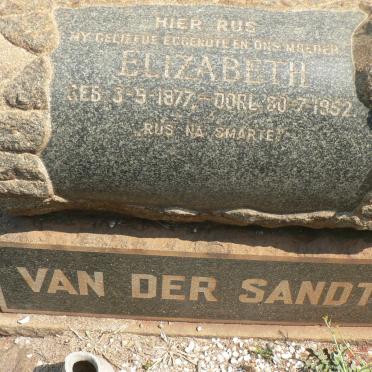 HIER RUS
MY GELIEFDE EGGENOTE EN ONS MOEDER
ELIZABETH
GEB. 3-9-1877,- OORL. 30-7-1952.
„RUS NA SMARTE"
VAN DER SANDT